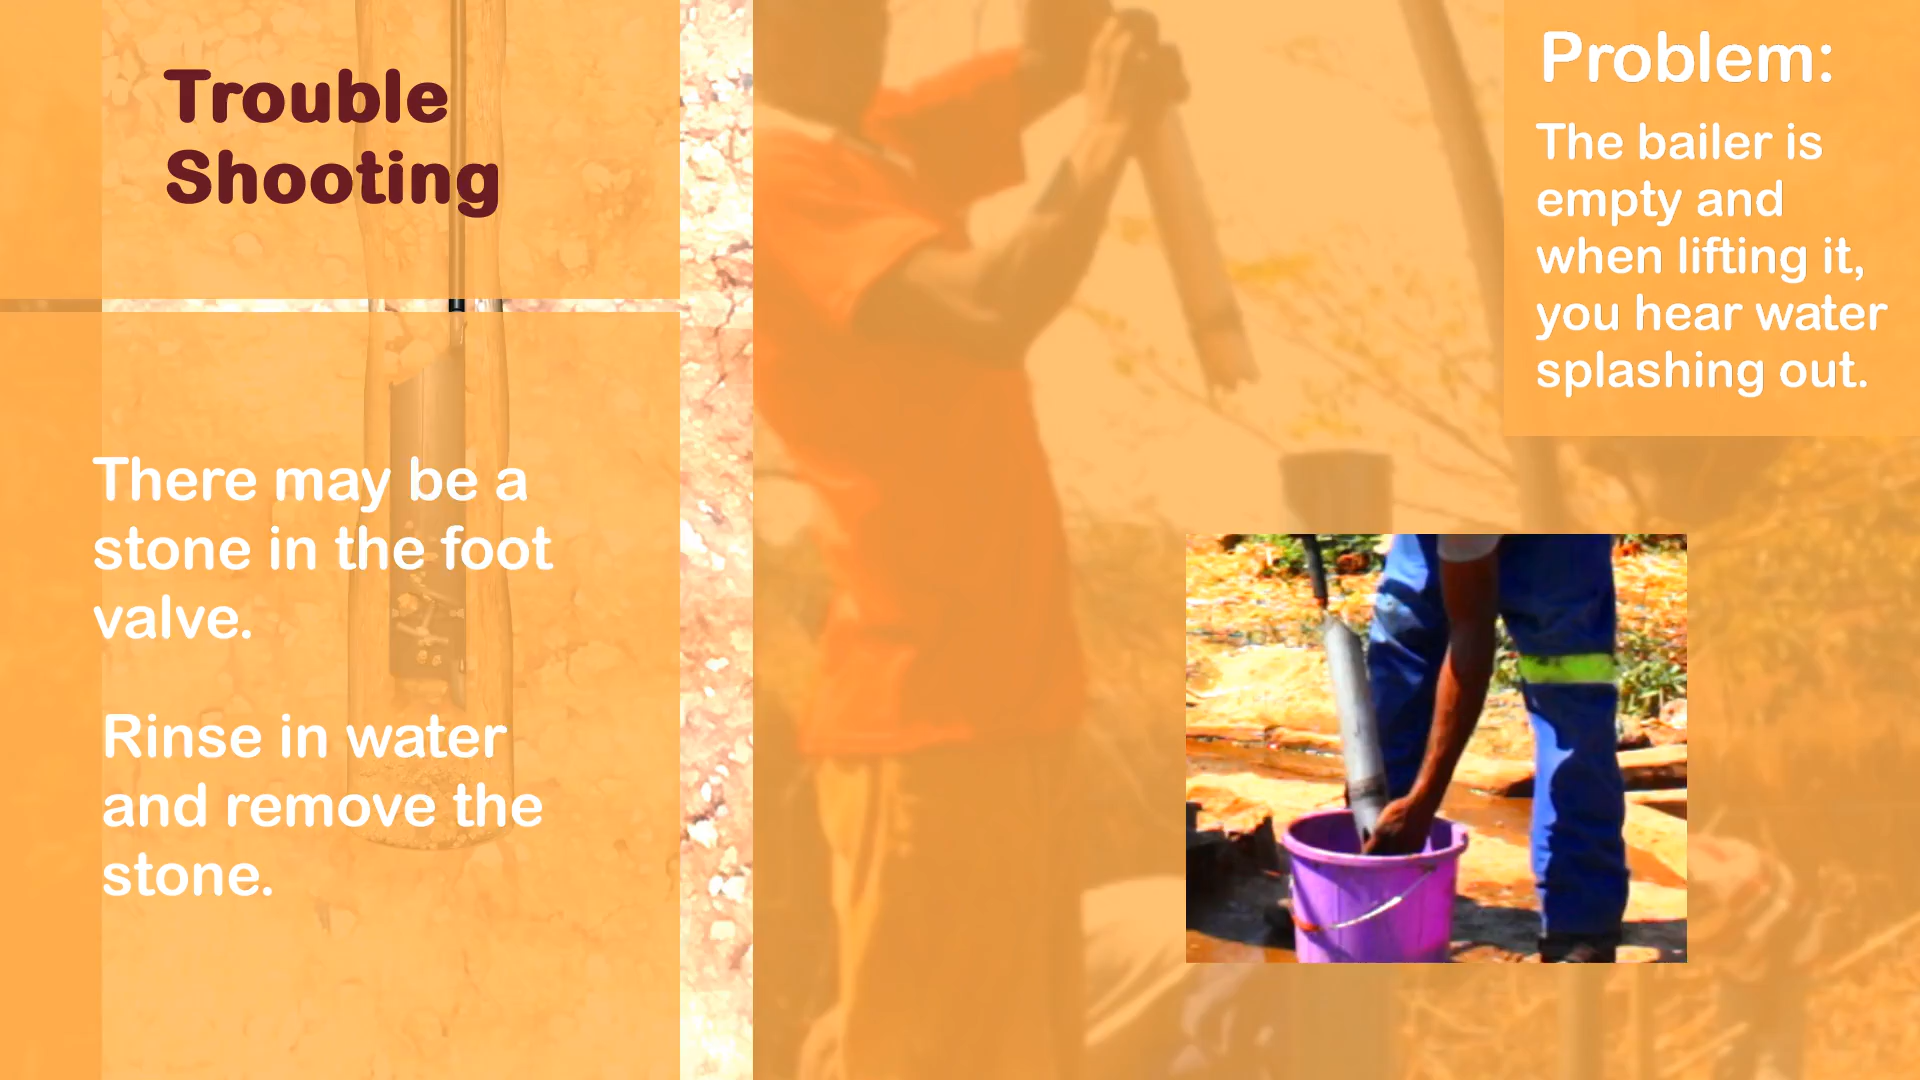 Trouble
Shooting
Problem:
The bailer is
empty and
when lifting it,
you hear water
splashing out.
There may be a
stone in the foot
valve.
Rinse in water
and remove the
stone.